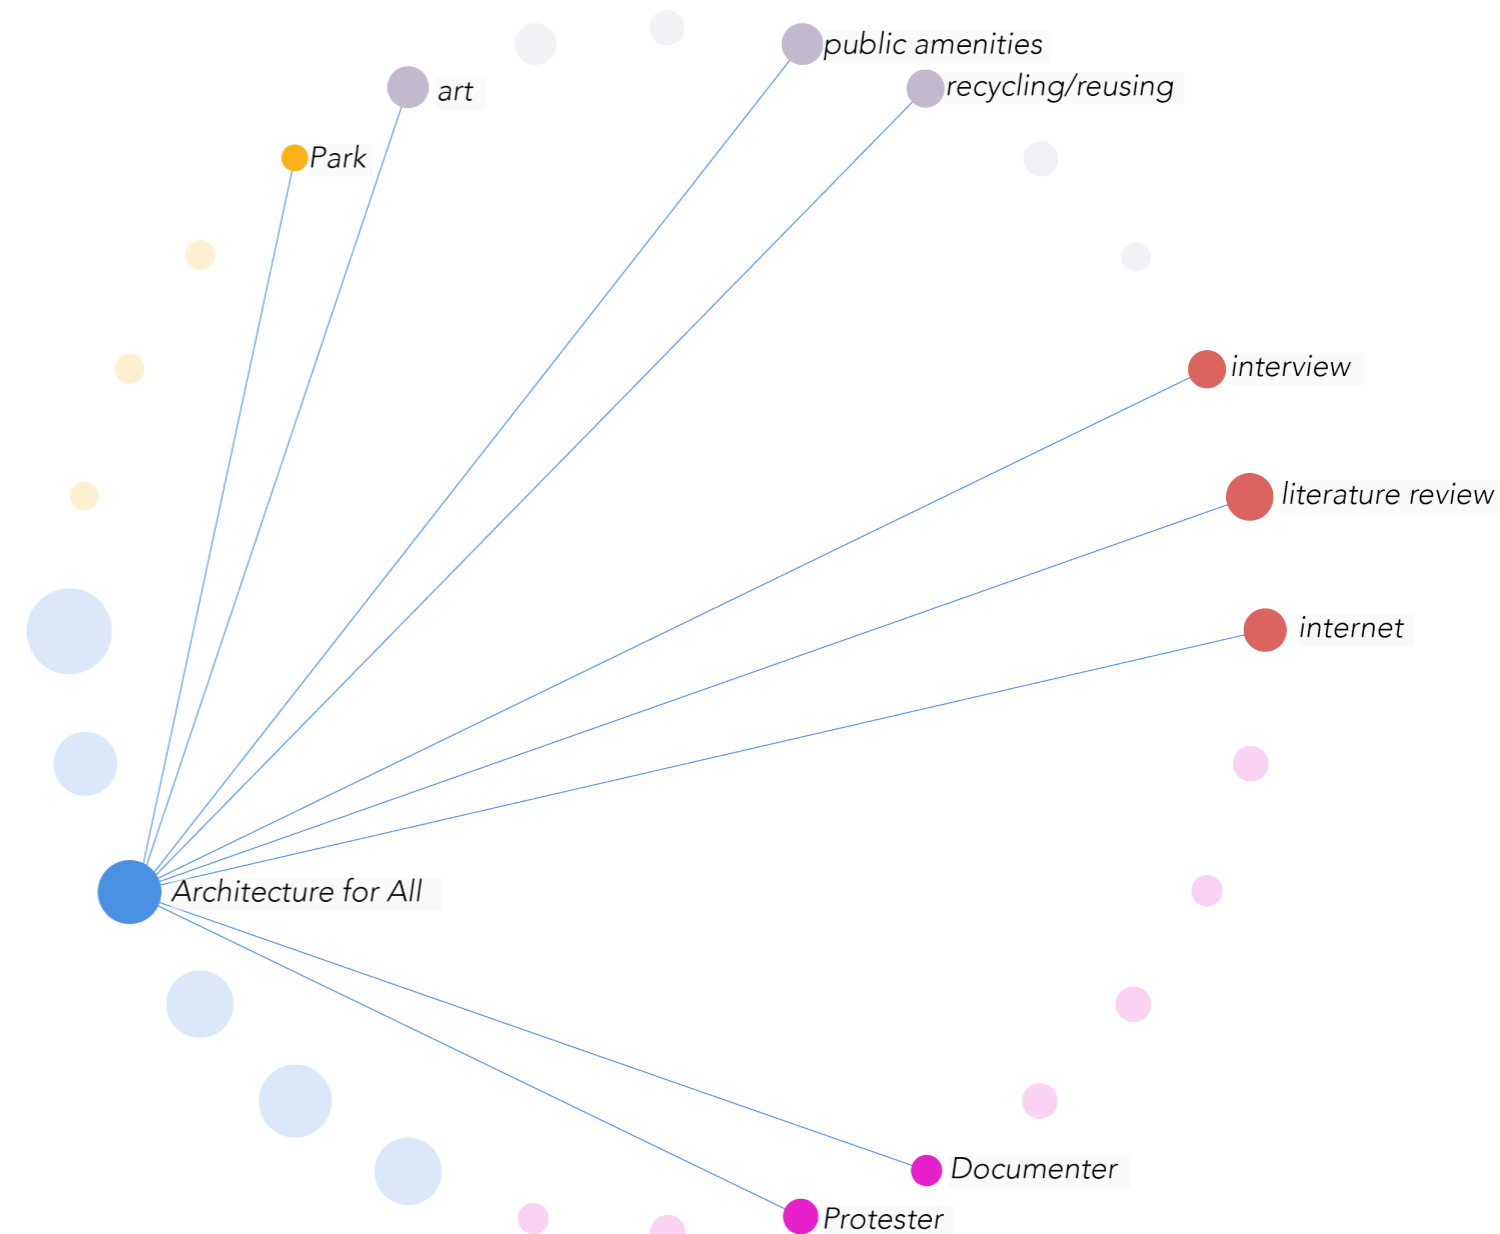 public amenities
recycling/reusing
art
Park
interview
literature review
internet
Architecture for All
Documenter
Protester